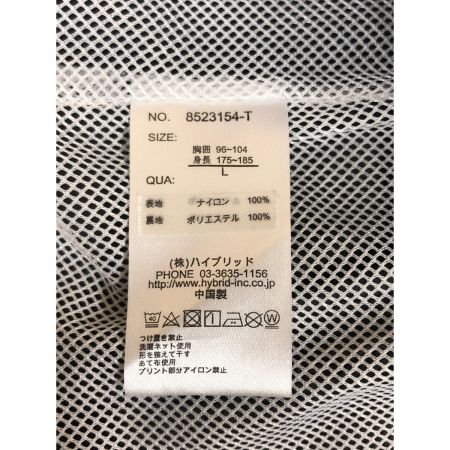 NO. 8523154-T
SIZE:
胸囲 96~104
身長 175~185
L
QUA:
表地 ナイロン 100%
裏地 ポリエステル 100%
(株)ハイブリッド
PHONE 03-3635-1156
http://www.hybrid-inc.co.jp
中国製
つけ置き禁止
洗濯ネット使用
形を整えて干す
あて布使用
プリント部分アイロン禁止